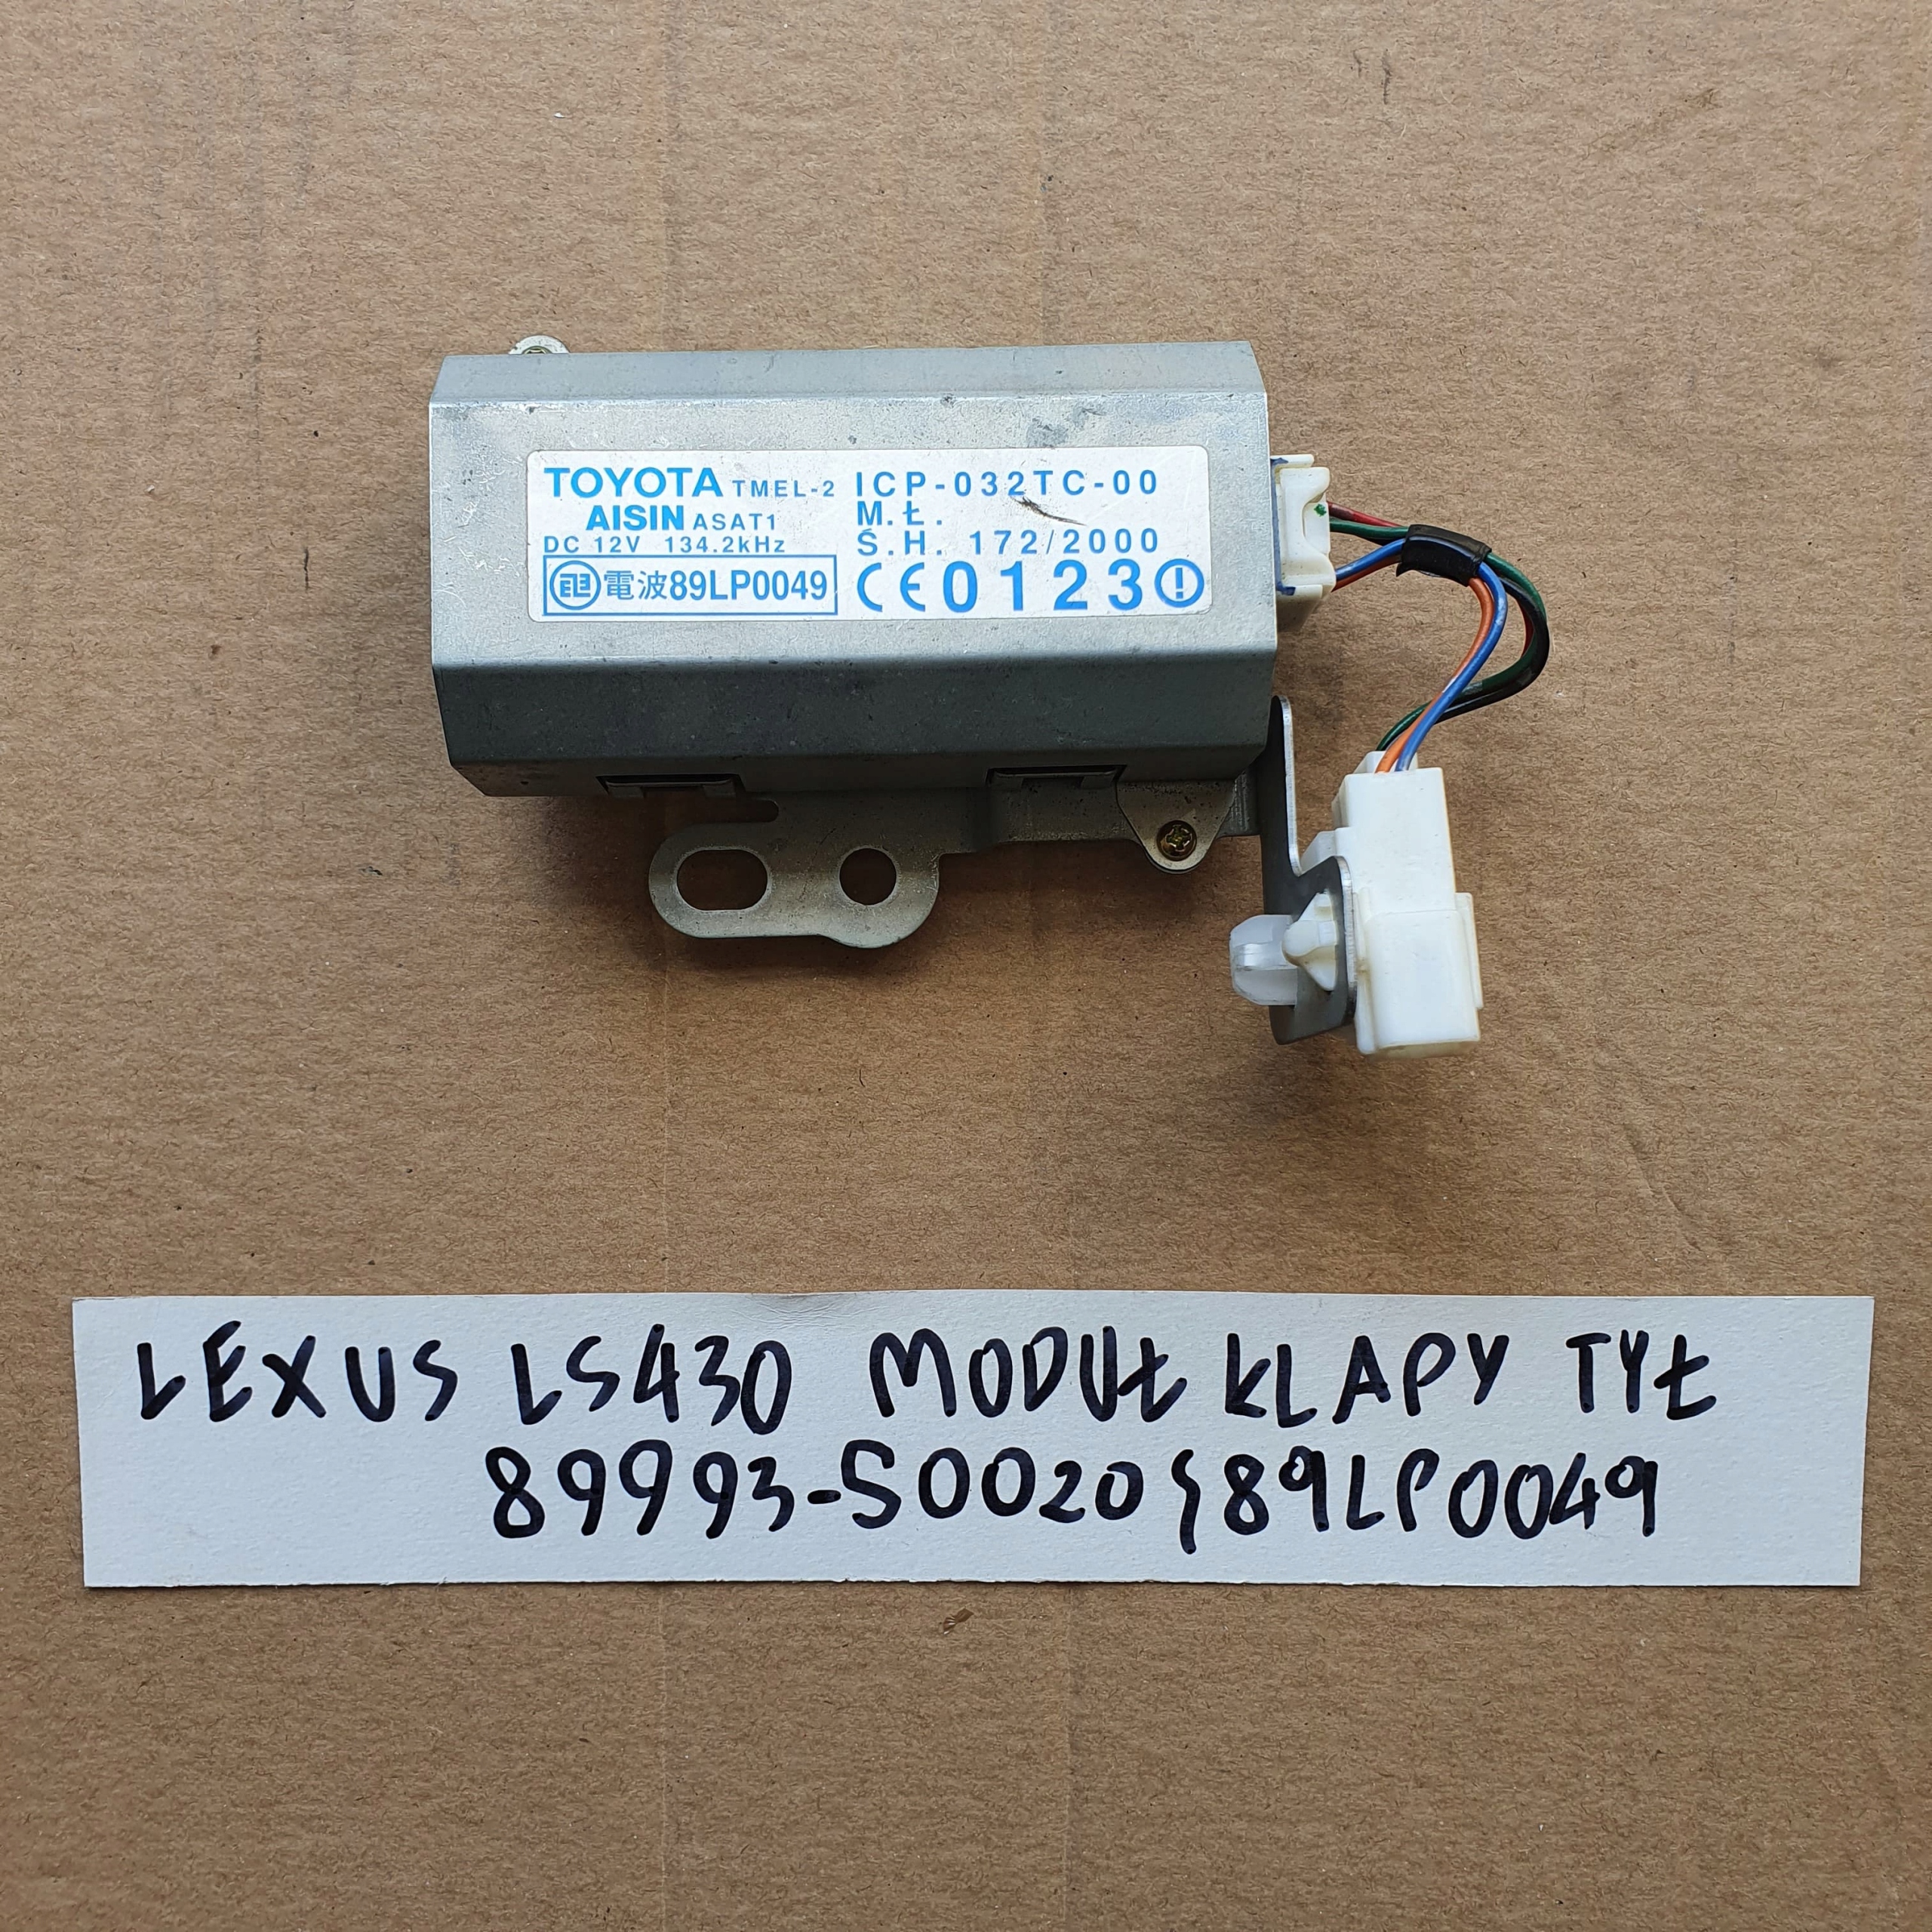 TOYOTA TMEL-2
AISIN ASAT1
DC 12V 134.2kHz
電波89LP0049
ICP-032TC-00
M.Ł.
Ś.H. 172/2000
CE0123!
LEXUS LS430 MODUŁ KLAPY TYŁ
89993-50020 89LP0049